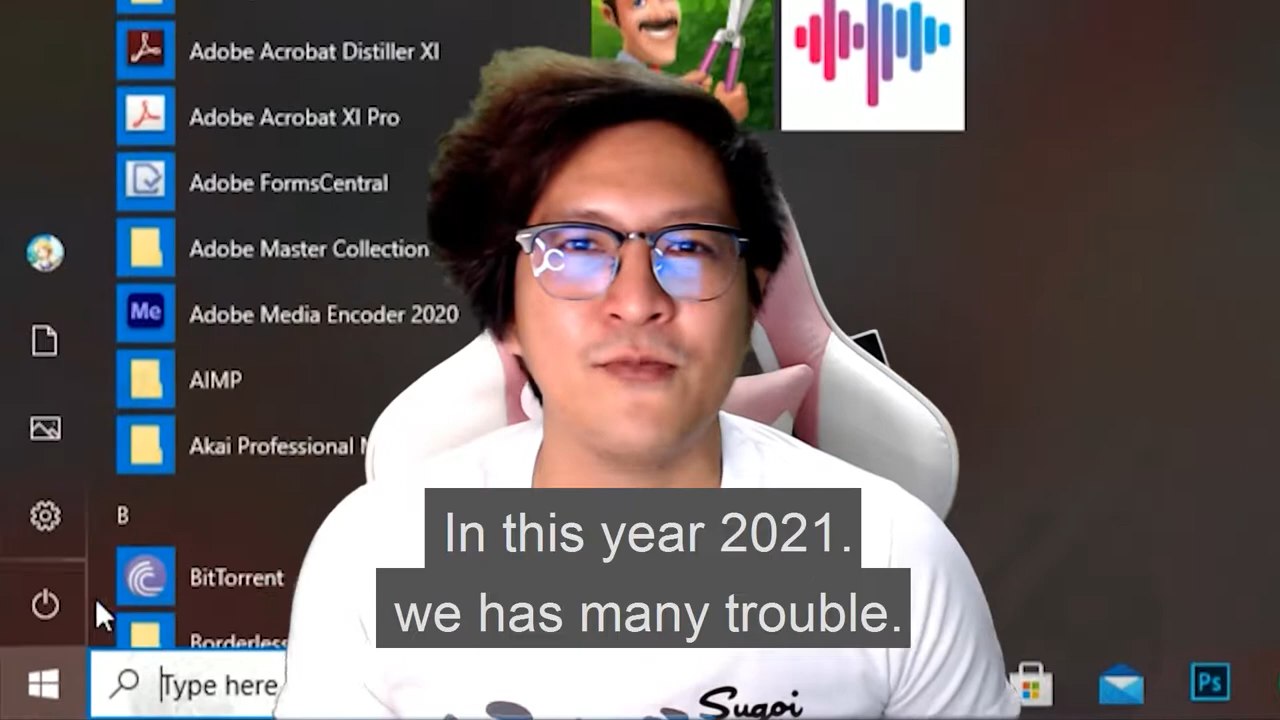 Adobe Acrobat Distiller XI
Adobe Acrobat XI Pro
Adobe FormsCentral
Adobe Master Collection
Me
Adobe Media Encoder 2020
AIMP
Akai Professional
B
BitTorrent
Borderless
Type here
Ps
In this year 2021.
we has many trouble.
Sugoi